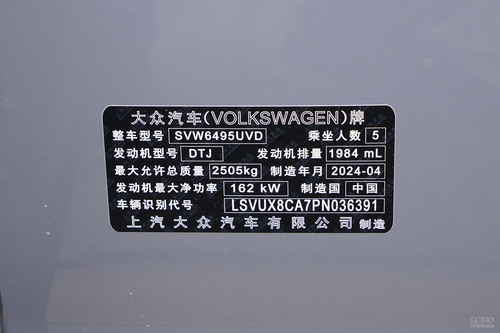 大众汽车(VOLKSWAGEN)牌
整车型号 SVW6495UVD 乘坐人数 5
发动机型号 DTJ 发动机排量 1984 mL
最大允许总质量 2505kg 制造年月 2024-04
发动机最大净功率 162 kW 制造国 中国
车辆识别代号 LSVUX8CA7PN036391
上汽大众汽车有限公司 制造